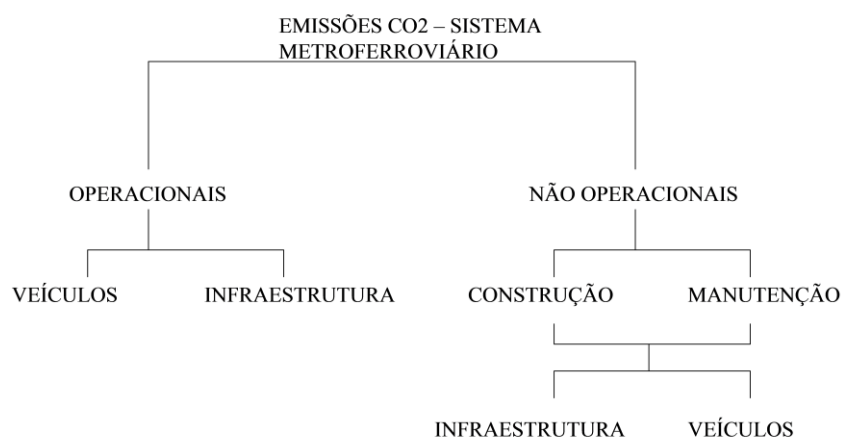 EMISSÕES CO2 – SISTEMA
METROFERROVIÁRIO
OPERACIONAIS
NÃO OPERACIONAIS
VEÍCULOS
INFRAESTRUTURA
CONSTRUÇÃO
MANUTENÇÃO
INFRAESTRUTURA
VEÍCULOS